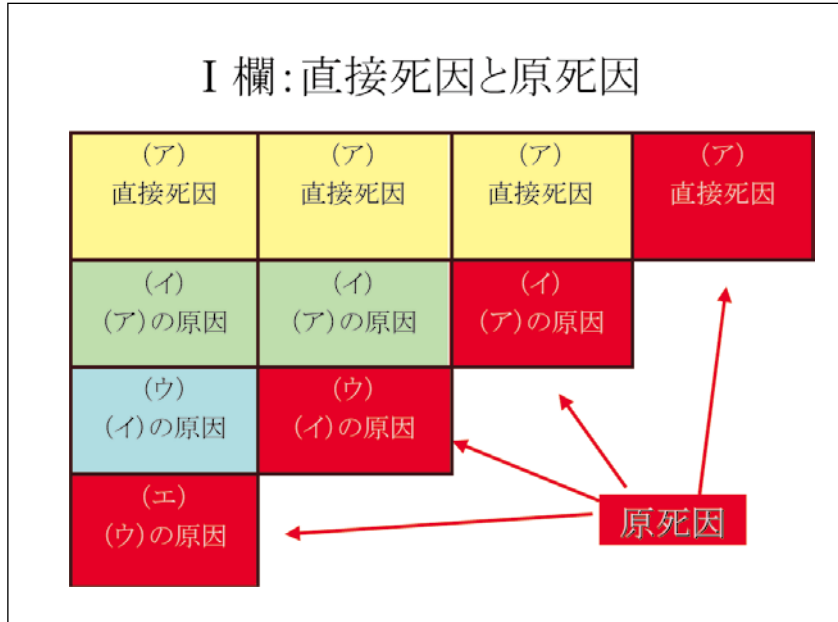 Ⅰ 欄:直接死因と原死因
(ア)
直接死因
(ア)
直接死因
(ア)
直接死因
(ア)
直接死因
(イ)
(ア)の原因
(イ)
(ア)の原因
(イ)
(ア)の原因
(ウ)
(イ)の原因
(ウ)
(イ)の原因
(エ)
(ウ)の原因
原死因